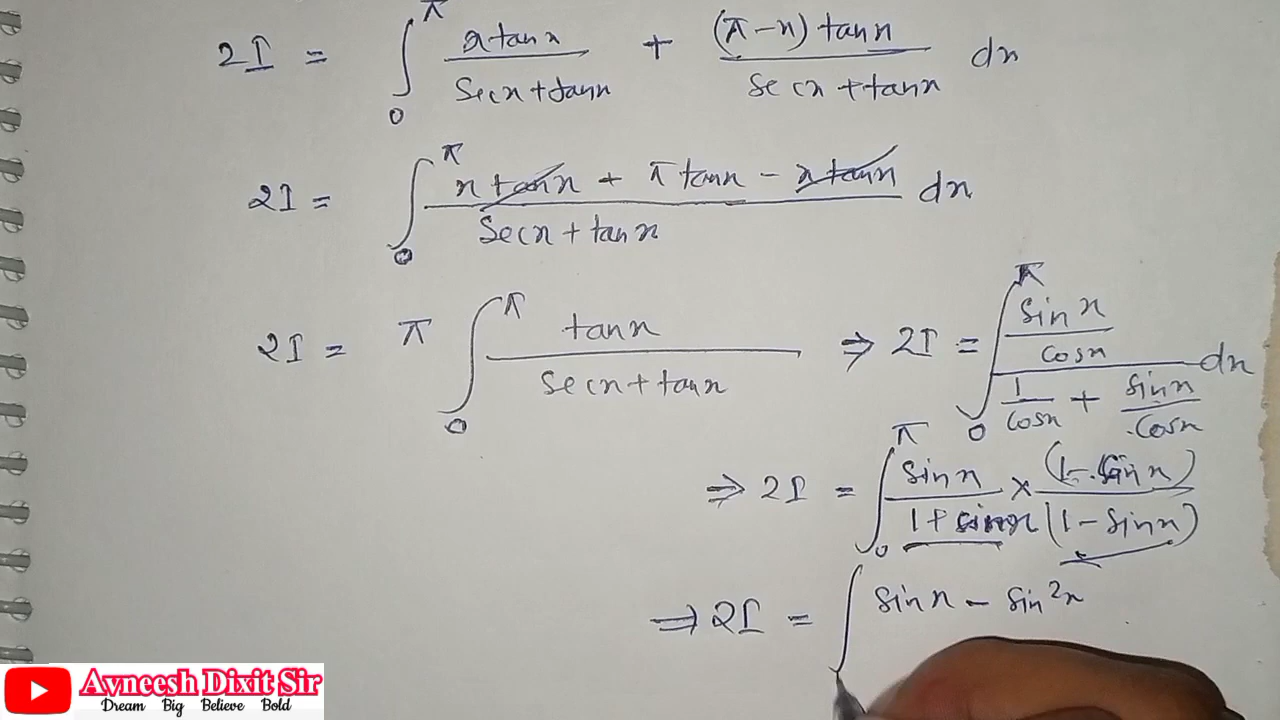 2I = ∫₀^π x tan x / (sec x + tan x) + (π − x) tan x / (sec x + tan x) dx
2I = ∫₀^π (x tan x + π tan x − x tan x) / (sec x + tan x) dx
2I = π ∫₀^π tan x / (sec x + tan x) ⇒ 2I = ∫₀^π (sin x / cos x) / (1 / cos x + sin x / cos x) dx
⇒ 2I = ∫₀^π sin x / (1 + sin x) × (1 − sin x) / (1 − sin x)
⇒ 2I = ∫ sin x − sin² x
Avneesh Dixit Sir
Dream Big Believe Bold